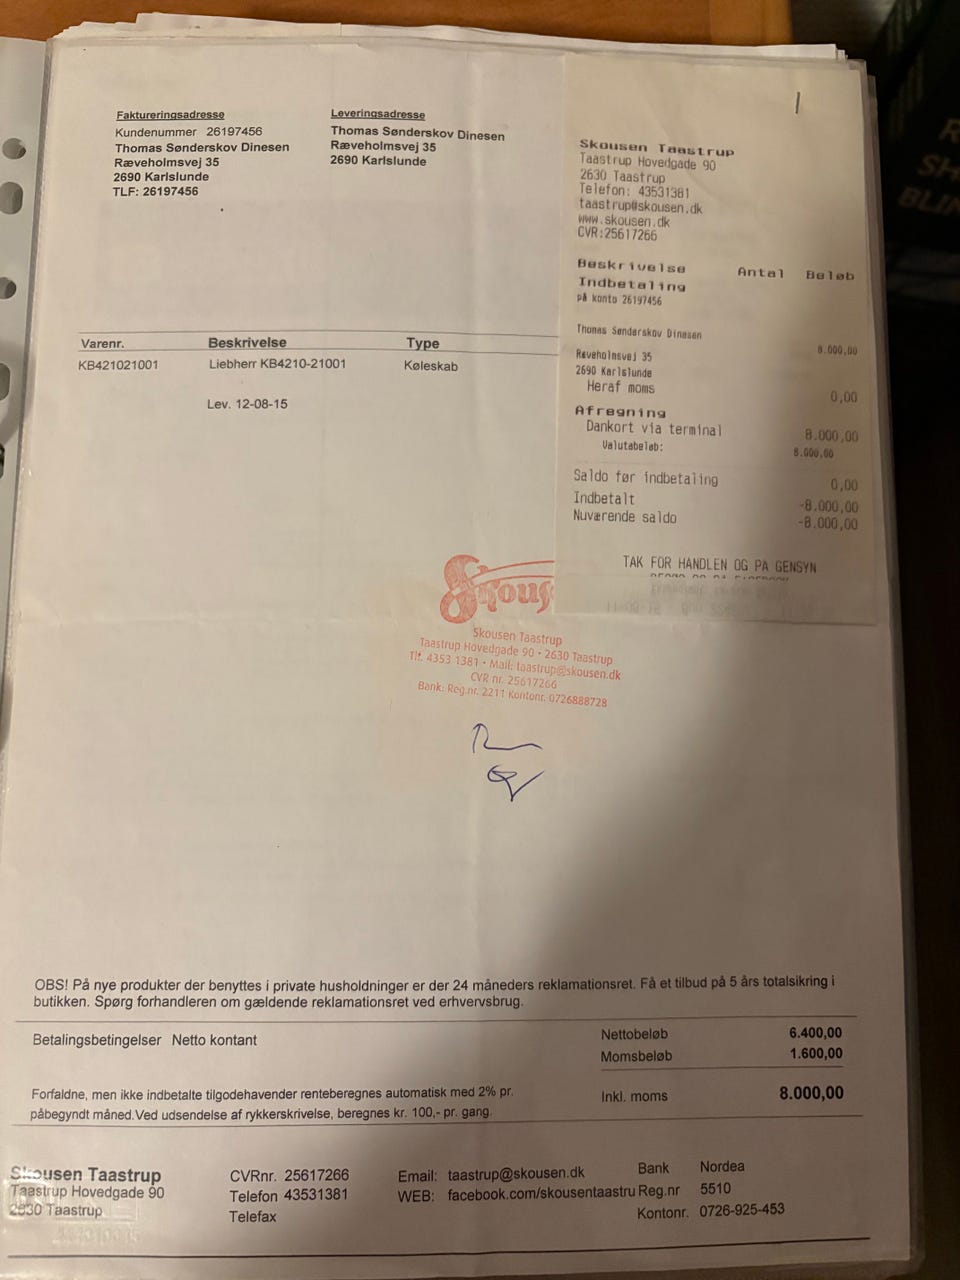 Faktureringsadresse
Kundenummer 26197456
Thomas Sønderskov Dinesen
Ræveholmsvej 35
2690 Karlslunde
TLF: 26197456
Leveringsadresse
Thomas Sønderskov Dinesen
Ræveholmsvej 35
2690 Karlslunde
Skousen Taastrup
Taastrup Hovedgade 90
2630 Taastrup
Telefon: 43531381
taastrup@skousen.dk
www.skousen.dk
CVR:25617266
Beskrivelse Antal Beløb
Indbetaling
på konto 26197456
Thomas Sønderskov Dinesen
8.000,00
Ræveholmsvej 35
2690 Karlslunde
Heraf moms 0,00
Afregning
Dankort via terminal 8.000,00
Valutabeløb: 8.000,00
Saldo før indbetaling 0,00
Indbetalt -8.000,00
Nuværende saldo -8.000,00
TAK FOR HANDLEN OG PA GENSYN
Varenr. Beskrivelse Type
KB421021001 Liebherr KB4210-21001 Køleskab
Lev. 12-08-15
Skous
Skousen Taastrup
Taastrup Hovedgade 90 • 2630 Taastrup
Tlf. 4353 1381 • Mail: taastrup@skousen.dk
CVR nr. 25617266
Bank: Reg.nr. 2211 Kontonr. 0726888728
OBS! På nye produkter der benyttes i private husholdninger er der 24 måneders reklamationsret. Få et tilbud på 5 års totalsikring i
butikken. Spørg forhandleren om gældende reklamationsret ved erhvervsbrug.
Betalingsbetingelser Netto kontant
Nettobeløb 6.400,00
Momsbeløb 1.600,00
Forfaldne, men ikke indbetalte tilgodehavender renteberegnes automatisk med 2% pr.
påbegyndt måned.Ved udsendelse af rykkerskrivelse, beregnes kr. 100,- pr. gang.
Inkl. moms 8.000,00
Skousen Taastrup
Taastrup Hovedgade 90
2630 Taastrup
CVRnr. 25617266
Telefon 43531381
Telefax
Email: taastrup@skousen.dk
WEB: facebook.com/skousentaastru
Bank Nordea
Reg.nr 5510
Kontonr. 0726-925-453